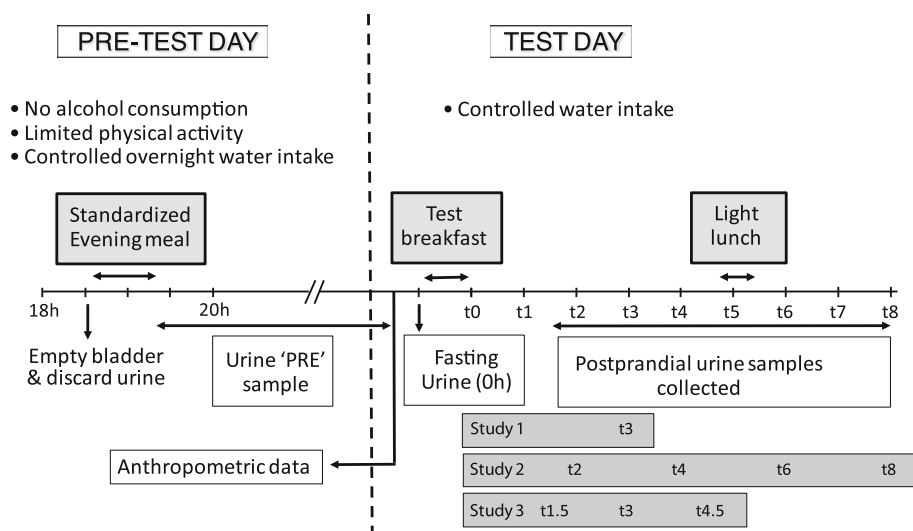 PRE-TEST DAY
TEST DAY
• No alcohol consumption
• Limited physical activity
• Controlled overnight water intake
• Controlled water intake
Standardized
Evening meal
Test
breakfast
Light
lunch
18h
20h
t0
t1
t2
t3
t4
t5
t6
t7
t8
Empty bladder
& discard urine
Urine ‘PRE’
sample
Fasting
Urine (0h)
Postprandial urine samples
collected
Anthropometric data
Study 1 t3
Study 2 t2 t4 t6 t8
Study 3 t1.5 t3 t4.5